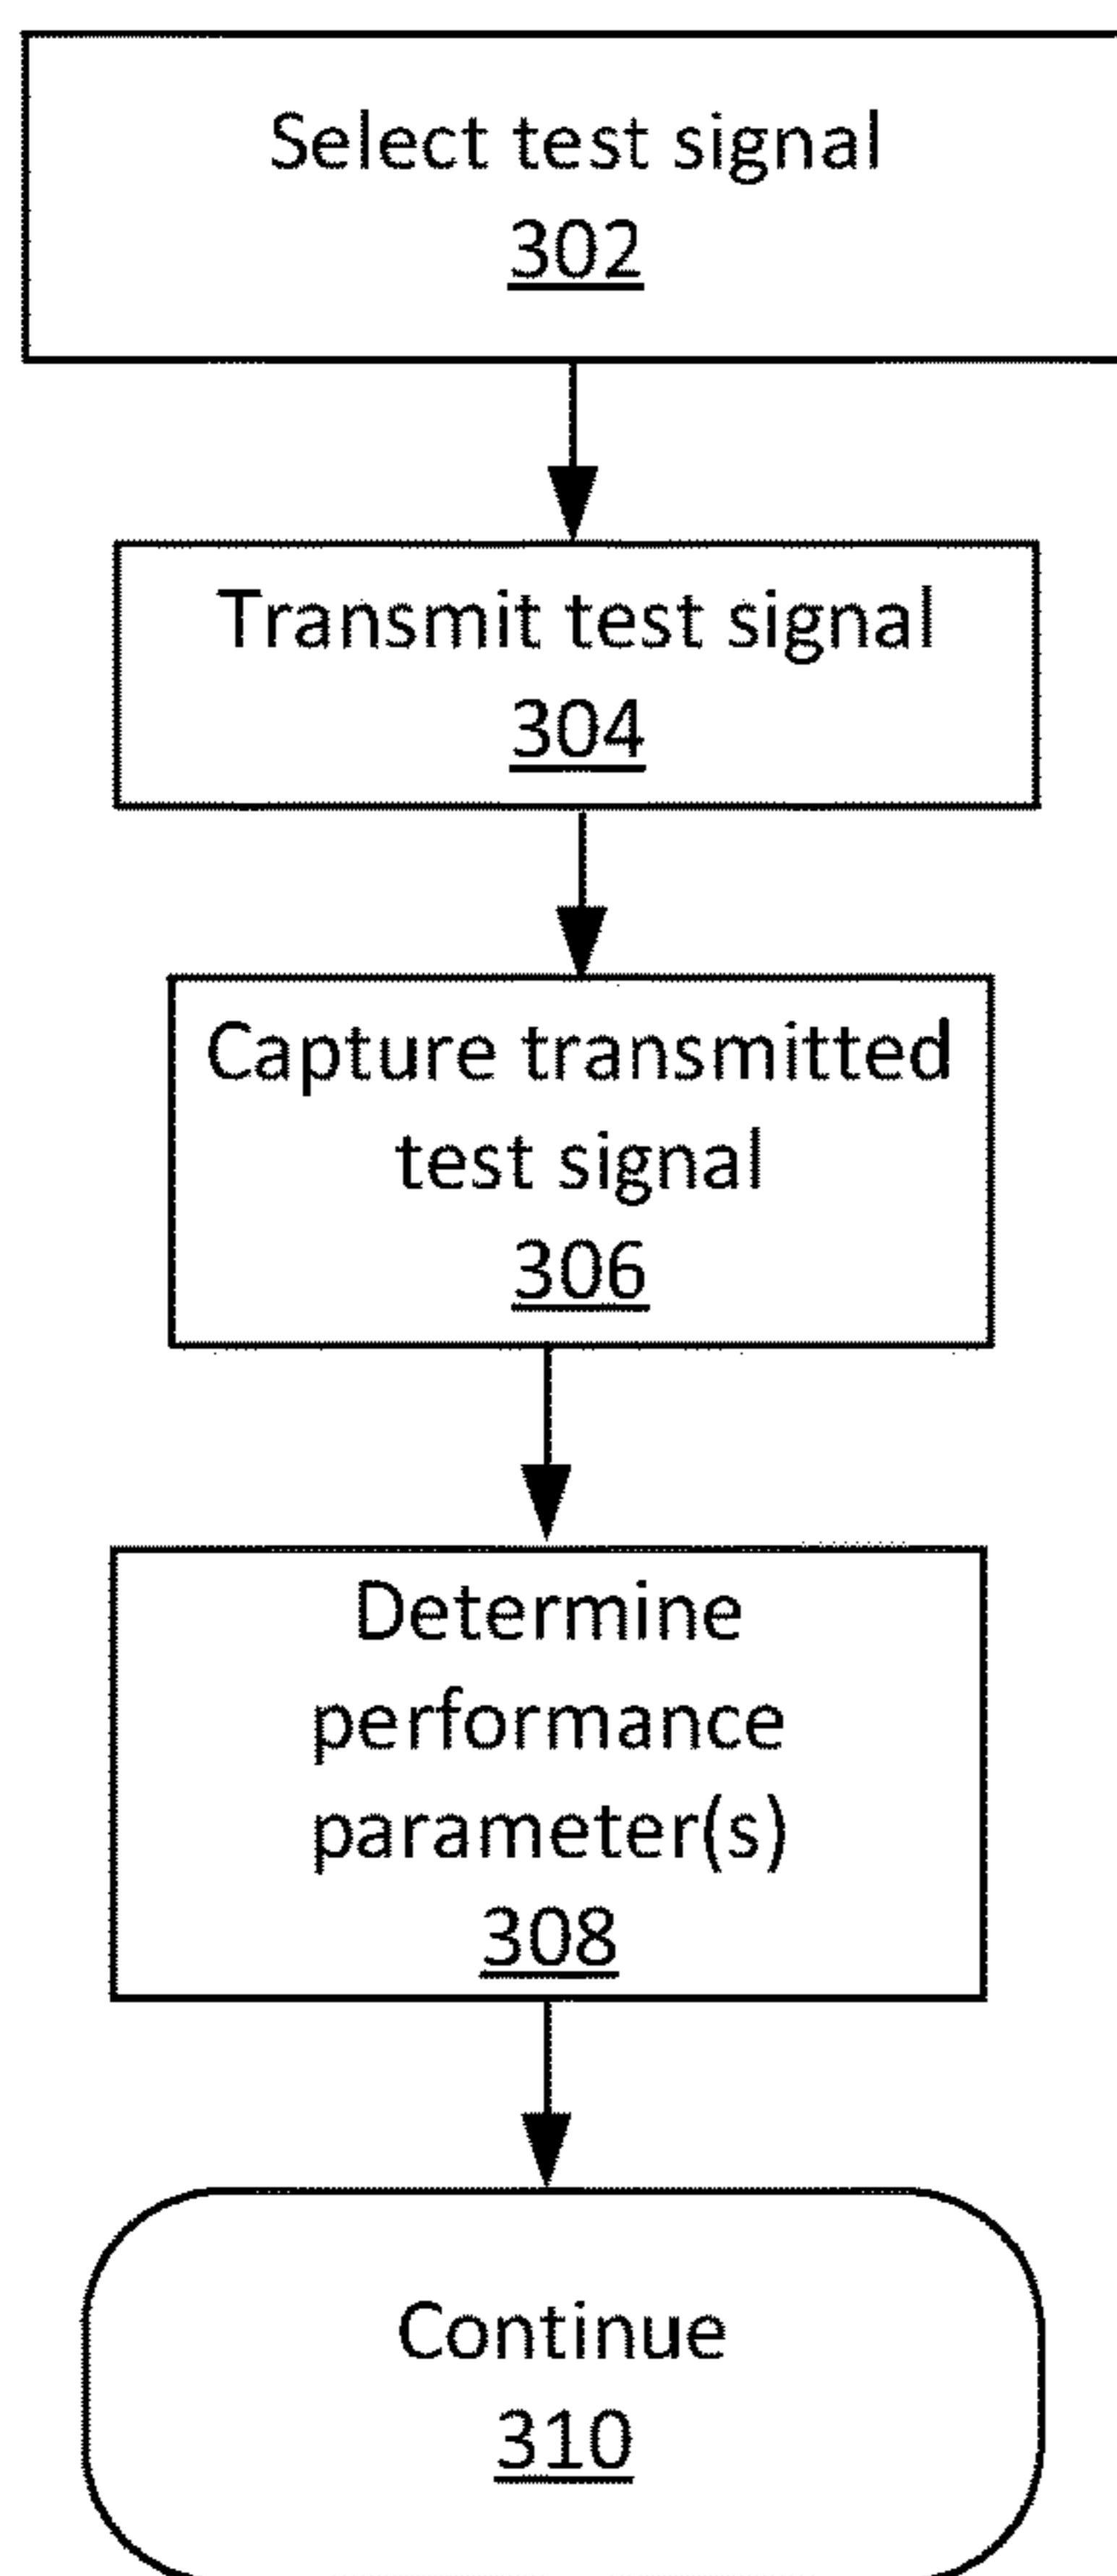 Select test signal
302
Transmit test signal
304
Capture transmitted
test signal
306
Determine
performance
parameter(s)
308
Continue
310